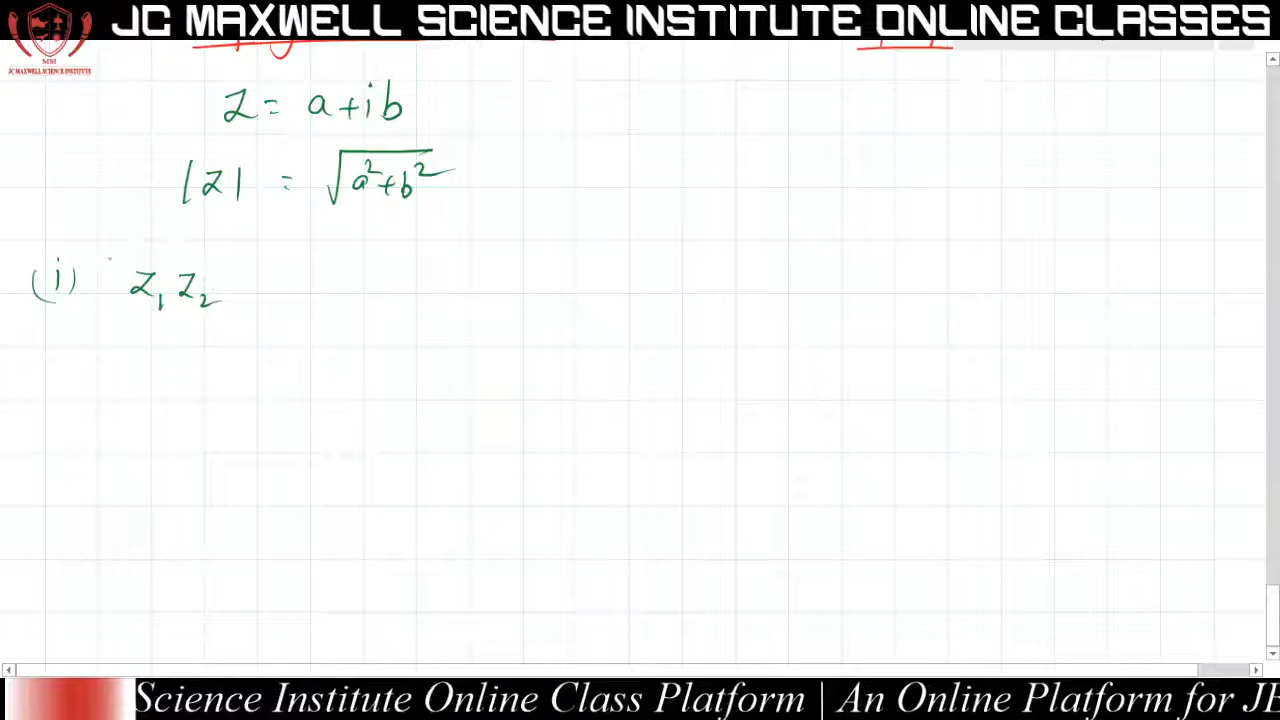 JC MAXWELL SCIENCE INSTITUTE ONLINE CLASSES
MSI
JC MAXWELL SCIENCE INSTITUTE
z = a + i b
|z| = √a²+b²
(i) z₁ z₂
Science Institute Online Class Platform | An Online Platform for JE